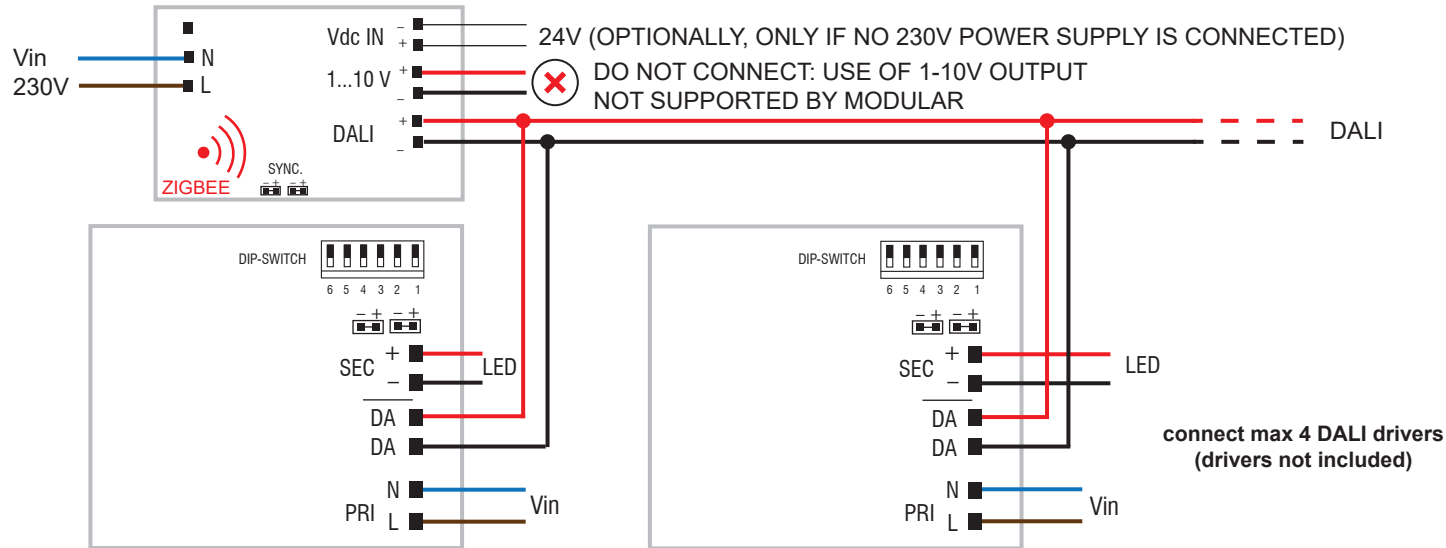 Vin
230V
N
L
Vdc IN
– +
24V (OPTIONALLY, ONLY IF NO 230V POWER SUPPLY IS CONNECTED)
1...10 V
+ –
DO NOT CONNECT: USE OF 1-10V OUTPUT
NOT SUPPORTED BY MODULAR
DALI
+ –
DALI
ZIGBEE
SYNC.
– + – +
DIP-SWITCH
6 5 4 3 2 1
– + – +
SEC
+
–
LED
DA
DA
PRI
N
L
Vin
DIP-SWITCH
6 5 4 3 2 1
– + – +
SEC
+
–
LED
DA
DA
PRI
N
L
Vin
connect max 4 DALI drivers
(drivers not included)